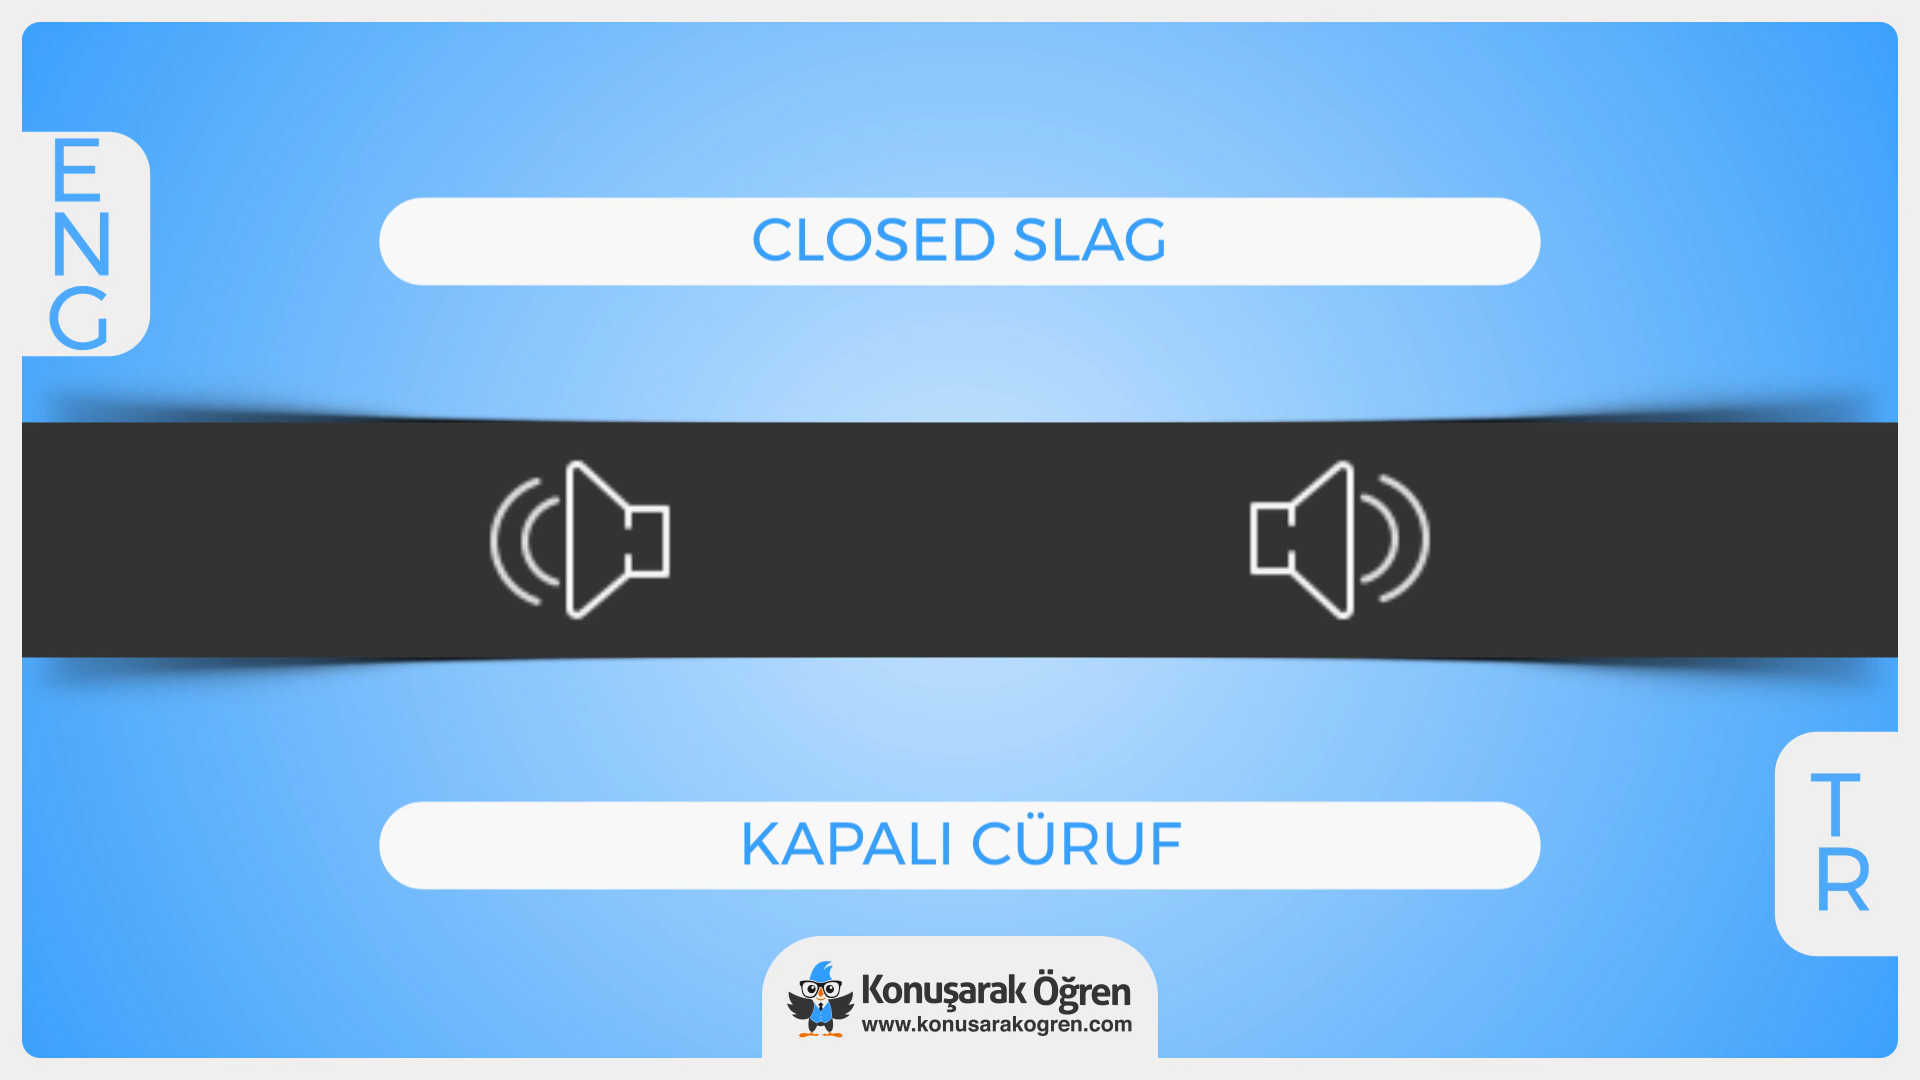 ENG
CLOSED SLAG
KAPALI CÜRUF
TR
Konuşarak Öğren
www.konusarakogren.com